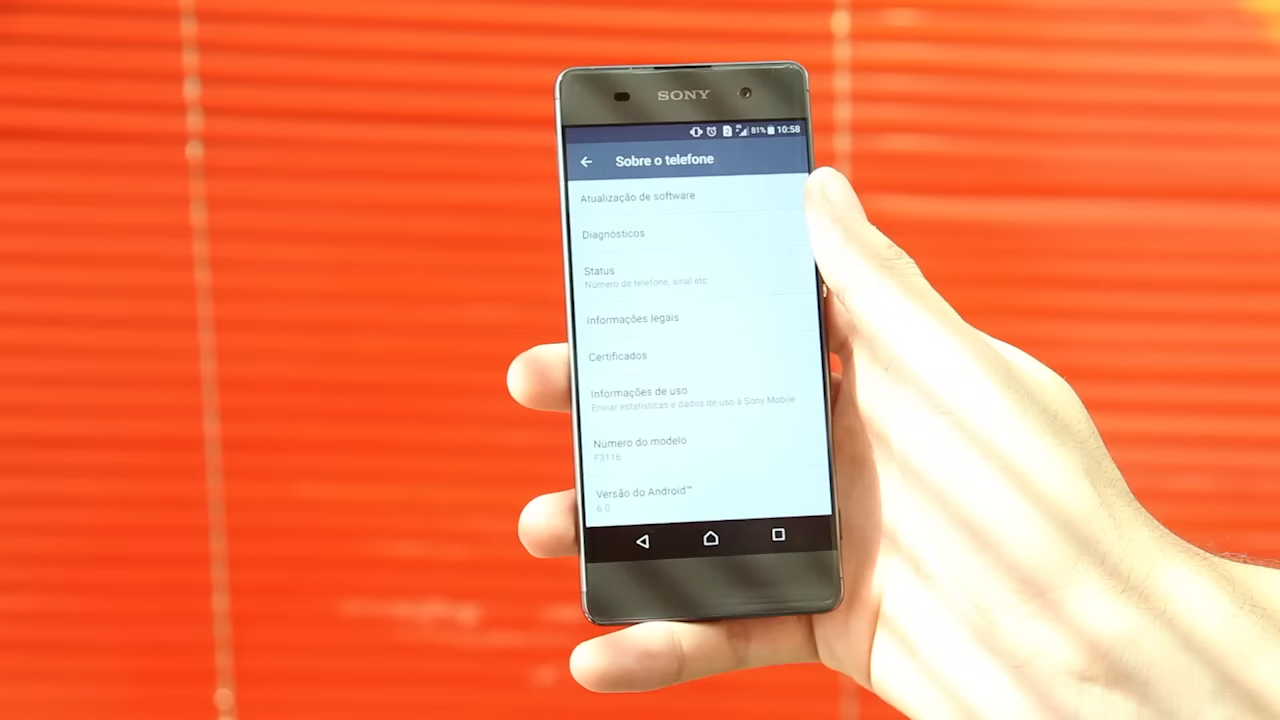 SONY
81% 10:58
Sobre o telefone
Atualização de software
Diagnósticos
Status
Número de telefone, sinal etc.
Informações legais
Certificados
Informações de uso
Enviar estatísticas e dados de uso à Sony Mobile
Número do modelo
F3116
Versão do Android™
6.0